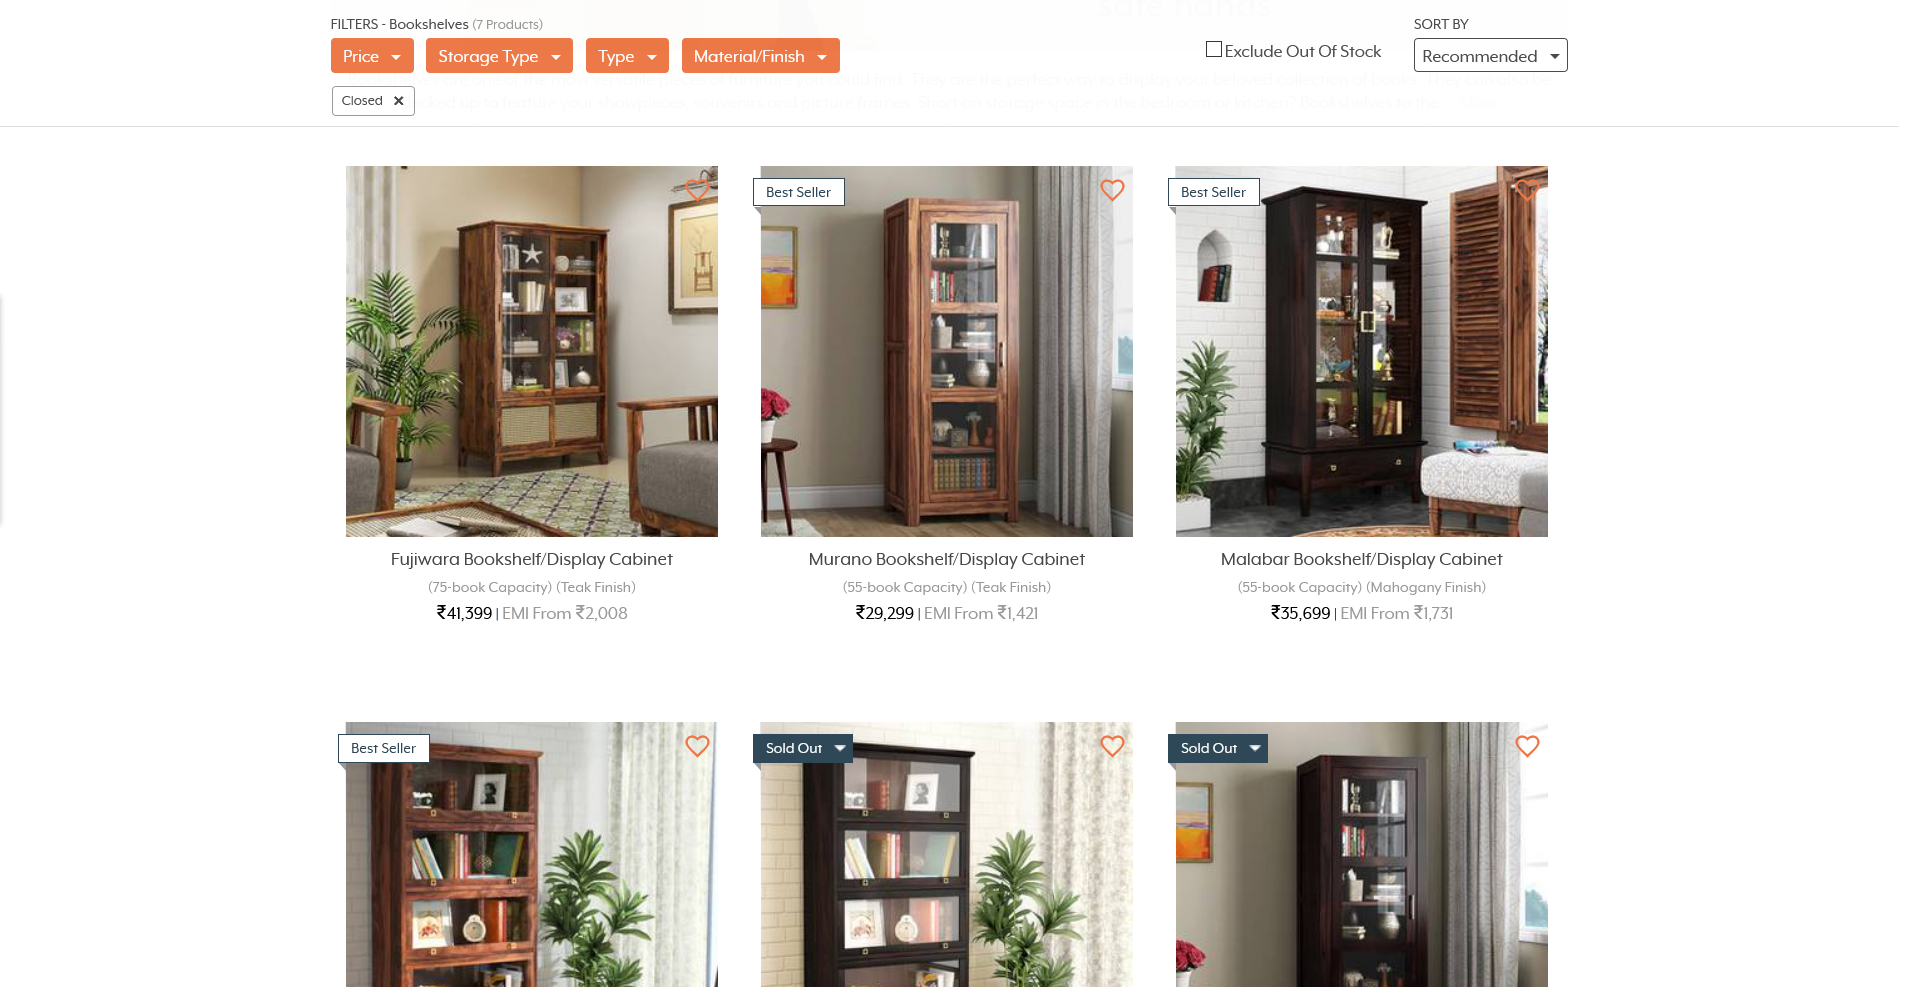 safe hands
FILTERS - Bookshelves (7 Products)
SORT BY
Price
Storage Type
Type
Material/Finish
Exclude Out Of Stock
Recommended
Closed ✕
Best Seller
Best Seller
Fujiwara Bookshelf/Display Cabinet
(75-book Capacity) (Teak Finish)
₹41,399 | EMI From ₹2,008
Murano Bookshelf/Display Cabinet
(55-book Capacity) (Teak Finish)
₹29,299 | EMI From ₹1,421
Malabar Bookshelf/Display Cabinet
(55-book Capacity) (Mahogany Finish)
₹35,699 | EMI From ₹1,731
Best Seller
Sold Out
Sold Out